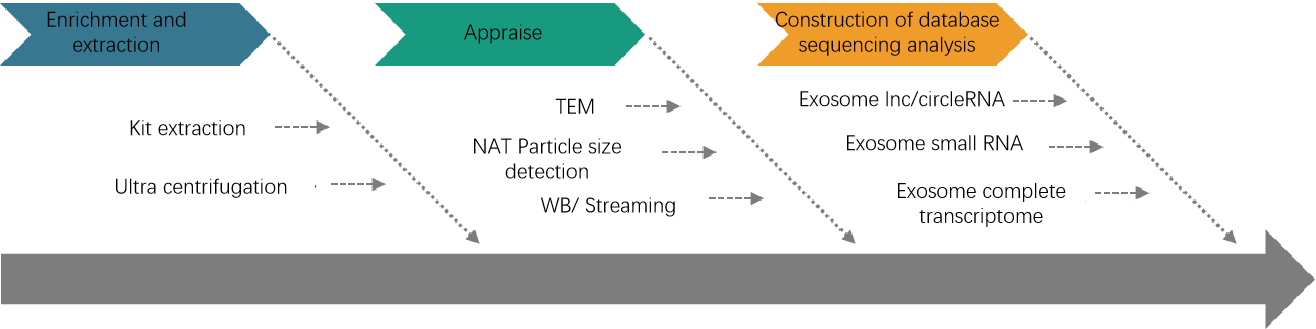 Enrichment and
extraction
Kit extraction
Ultra centrifugation
Appraise
TEM
NAT Particle size
detection
WB/ Streaming
Construction of database
sequencing analysis
Exosome lnc/circleRNA
Exosome small RNA
Exosome complete
transcriptome